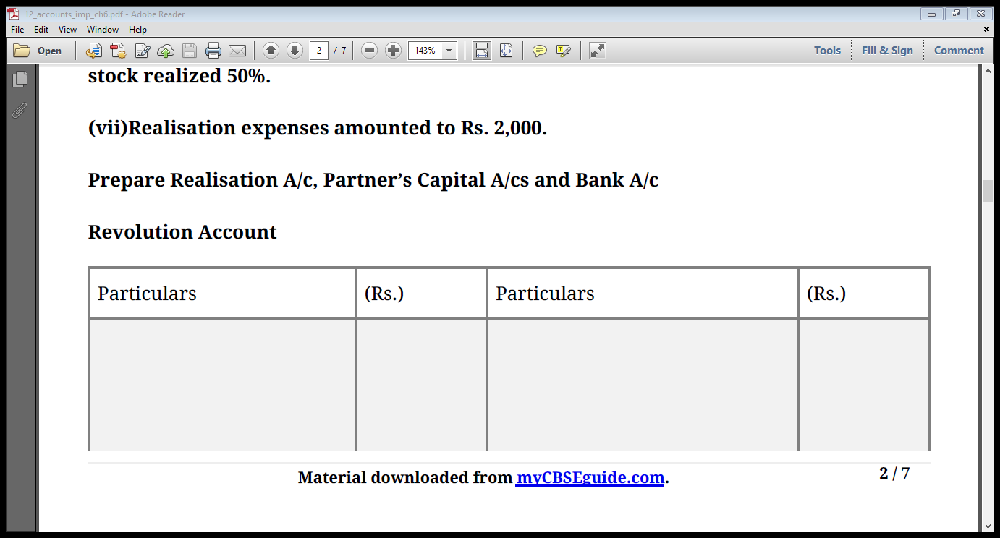 12_accounts_imp_ch6.pdf - Adobe Reader
File Edit View Window Help
Open 2 / 7 143% Tools Fill & Sign Comment
stock realized 50%.
(vii)Realisation expenses amounted to Rs. 2,000.
Prepare Realisation A/c, Partner’s Capital A/cs and Bank A/c
Revolution Account
Particulars (Rs.) Particulars (Rs.)
Material downloaded from myCBSEguide.com. 2 / 7